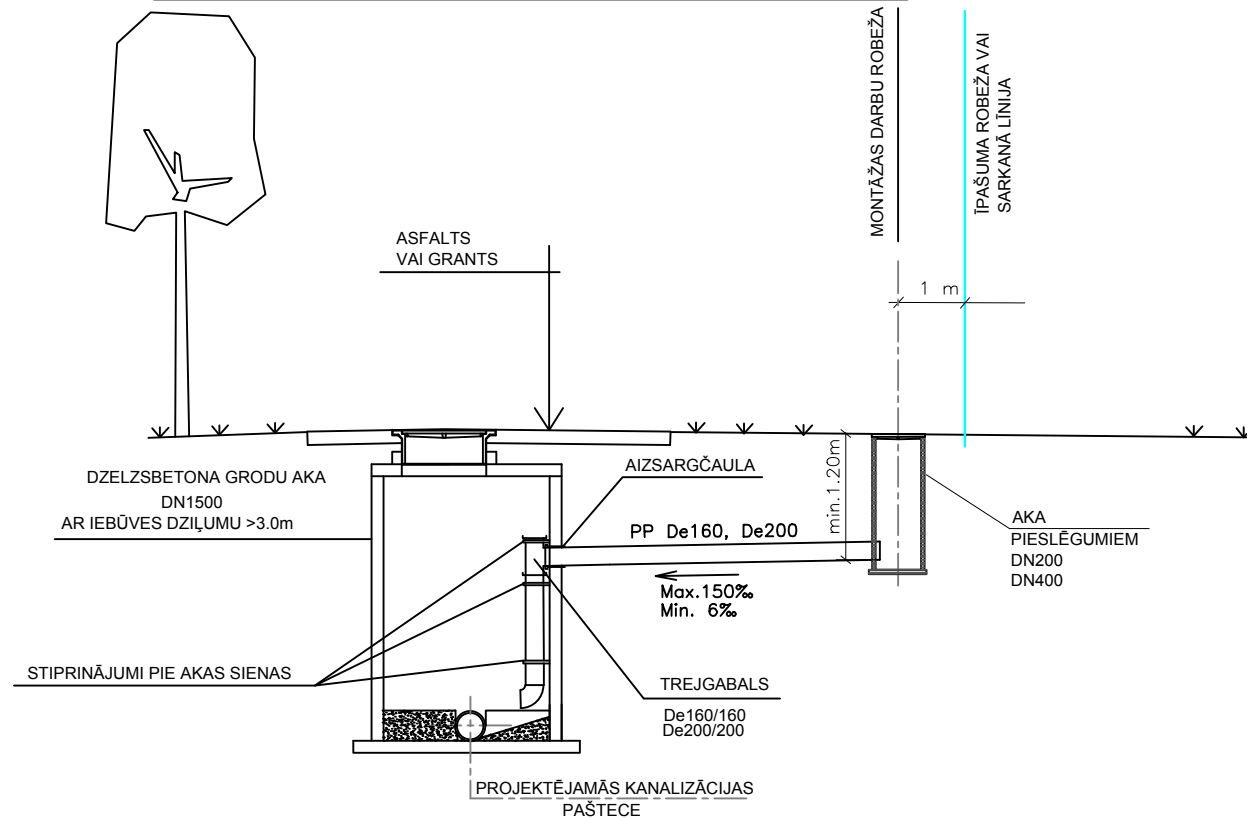 MONTĀŽAS DARBU ROBEŽA
ĪPAŠUMA ROBEŽA VAI
SARKANĀ LĪNIJA
ASFALTS
VAI GRANTS
1 m
DZELZSBETONA GRODU AKA
DN1500
AR IEBŪVES DZIĻUMU >3.0m
AIZSARGČAULA
PP De160, De200
min.1.20m
Max.150‰
Min. 6‰
AKA
PIESLĒGUMIEM
DN200
DN400
STIPRINĀJUMI PIE AKAS SIENAS
TREJGABALS
De160/160
De200/200
PROJEKTĒJAMĀS KANALIZĀCIJAS
PAŠTECE